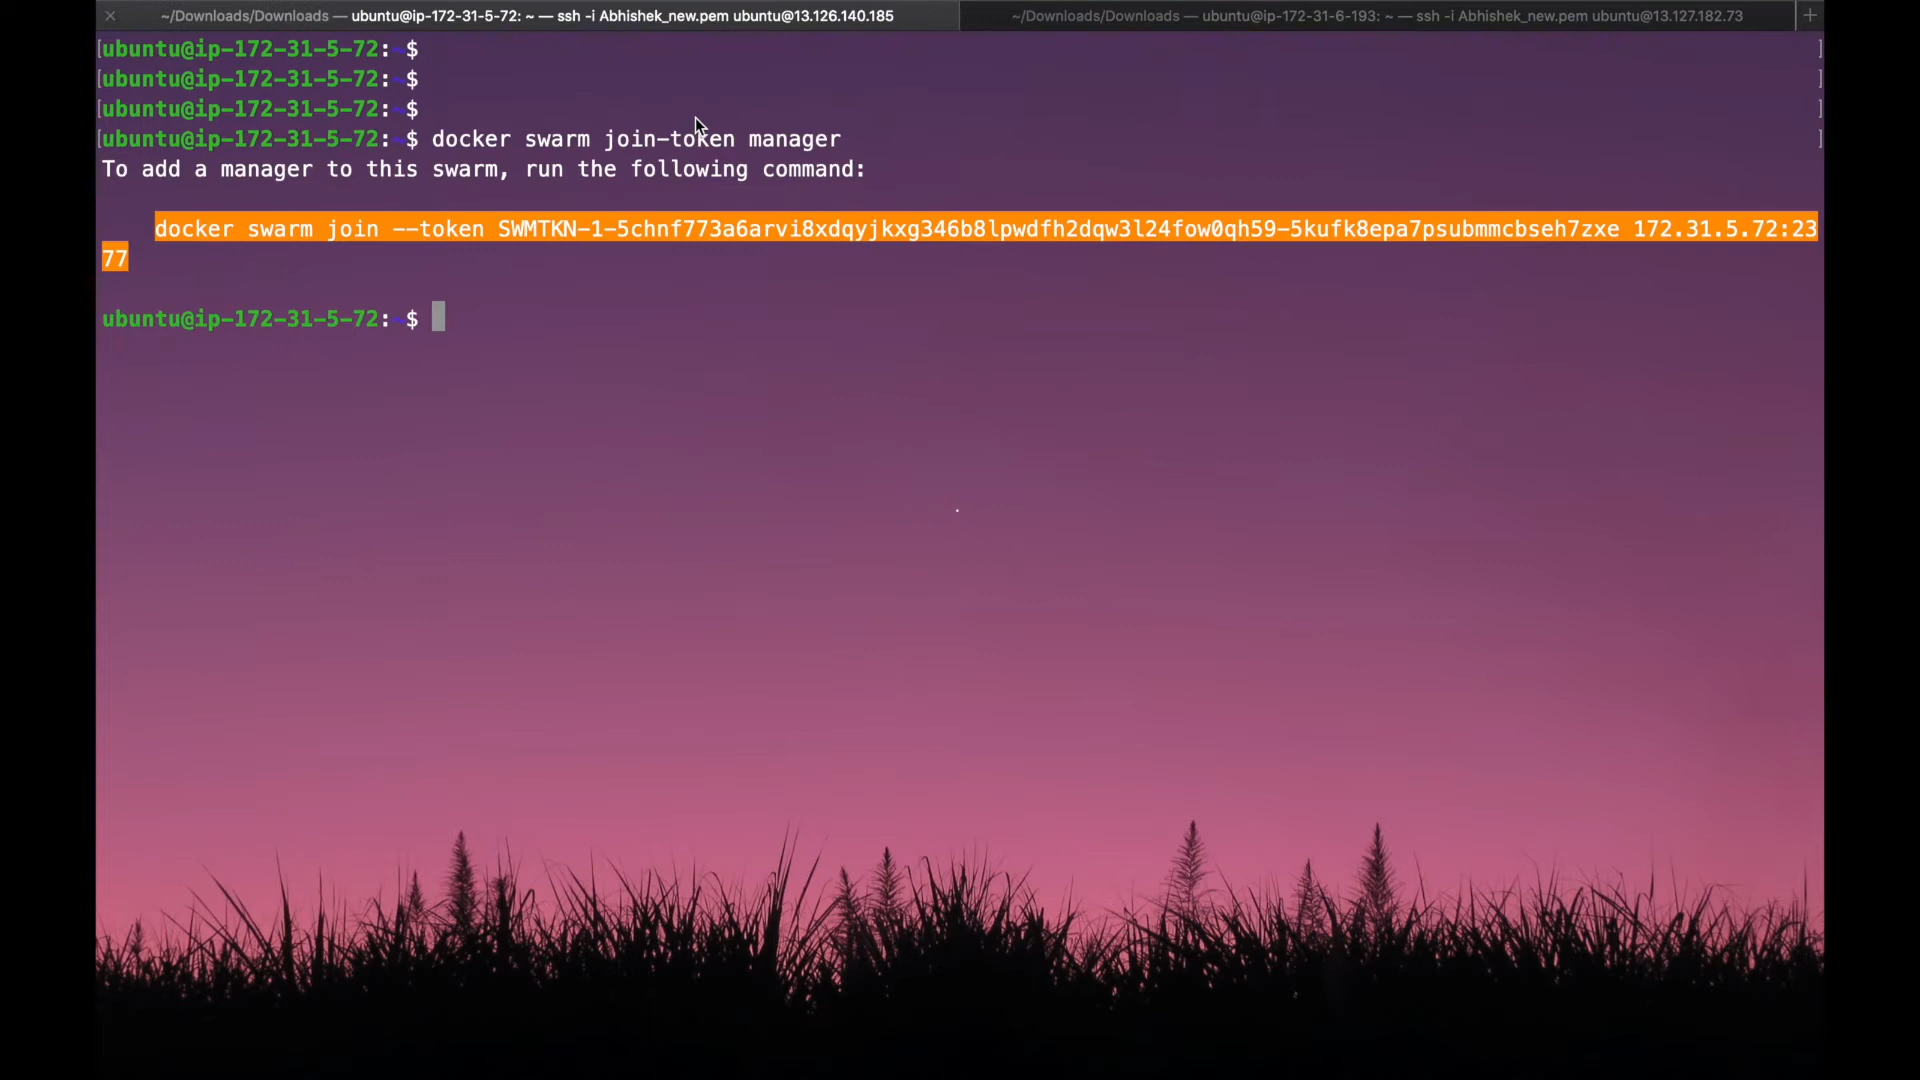 ~/Downloads/Downloads — ubuntu@ip-172-31-5-72: ~ — ssh -i Abhishek_new.pem ubuntu@13.126.140.185
~/Downloads/Downloads — ubuntu@ip-172-31-6-193: ~ — ssh -i Abhishek_new.pem ubuntu@13.127.182.73
[ubuntu@ip-172-31-5-72:~$ ]
[ubuntu@ip-172-31-5-72:~$ ]
[ubuntu@ip-172-31-5-72:~$ ]
[ubuntu@ip-172-31-5-72:~$ docker swarm join-token manager ]
To add a manager to this swarm, run the following command:
docker swarm join --token SWMTKN-1-5chnf773a6arvi8xdqyjkxg346b8lpwdfh2dqw3l24fow0qh59-5kufk8epa7psubmmcbseh7zxe 172.31.5.72:23
77
ubuntu@ip-172-31-5-72:~$